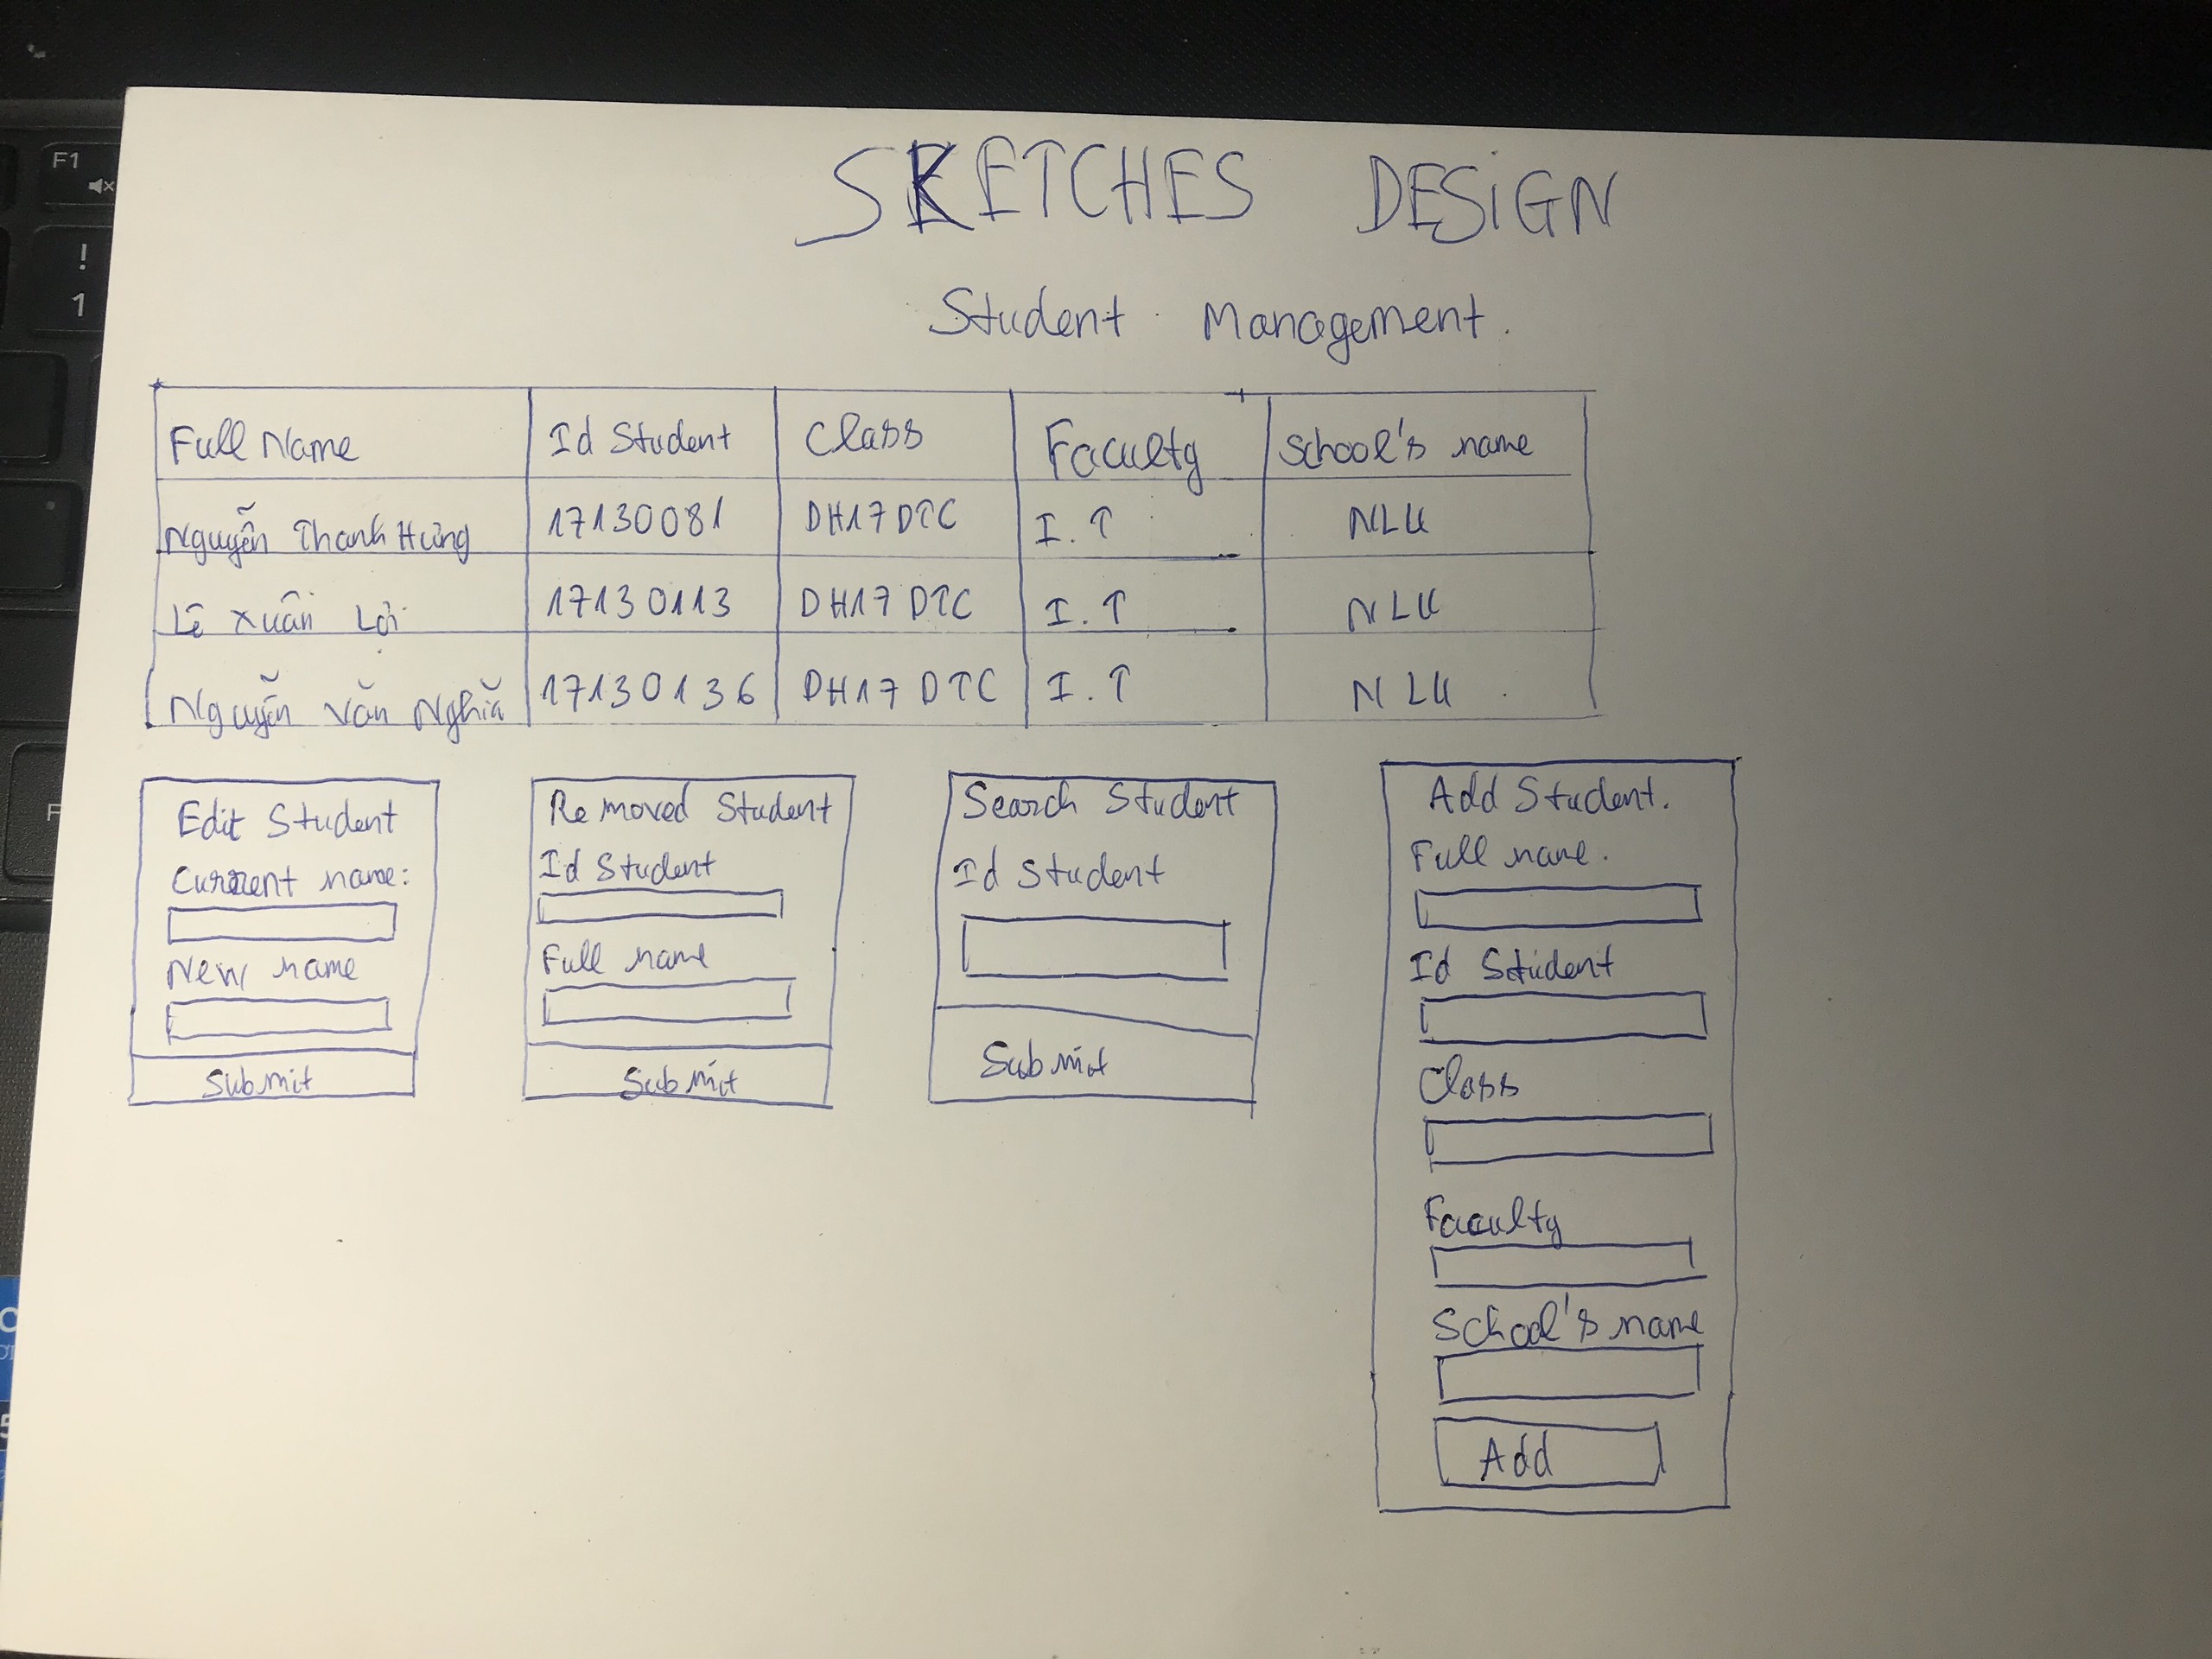 SKETCHES DESIGN
Student Management.
Full Name Id Student Class Faculty School's name
Nguyễn Thanh Hưng 17130081 DH17DTC I.T NLU
Lê Xuân Lợi 17130113 DH17DTC I.T NLU
Nguyễn Văn Nghĩa 17130136 DH17DTC I.T NLU
Edit Student
Current name:
New name
Submit
Removed Student
Id Student
Full name
Submit
Search Student
Id Student
Submit
Add Student.
Full name.
Id Student
Class
Faculty
School's name
Add
F1
!
1